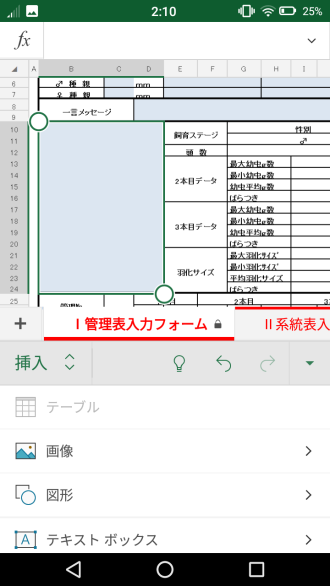 2:10 25%
fx
A B C D E F G H I
6 ♂ 種 親 mm
7 ♀ 種 親 mm
8 一言メッセージ
9
10 飼育ステージ 性別
11 ♂
12 頭 数
13 最大幼虫g数
14 2本目データ 最小幼虫g数
15 幼虫平均g数
16 ばらつき
17 最大幼虫g数
18 3本目データ 最小幼虫g数
19 幼虫平均g数
20 ばらつき
21 最大羽化サイズ
22 羽化サイズ 最小羽化サイズ
23 平均羽化サイズ
24 ばらつき
25 2本目
+ Ⅰ管理表入力フォーム Ⅱ系統表入
挿入
テーブル
画像
図形
テキスト ボックス